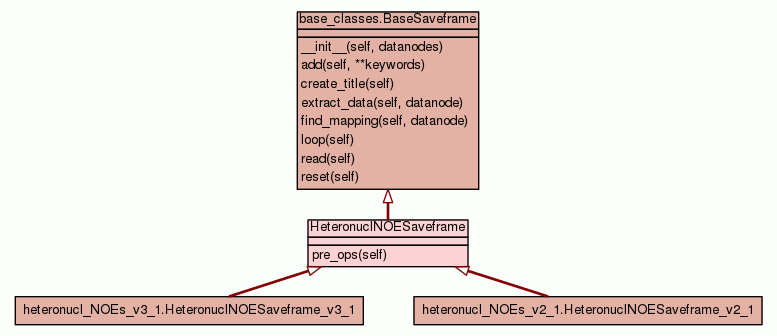 base_classes.BaseSaveframe
__init__(self, datanodes)
add(self, **keywords)
create_title(self)
extract_data(self, datanode)
find_mapping(self, datanode)
loop(self)
read(self)
reset(self)
HeteronuclNOESaveframe
pre_ops(self)
heteronucl_NOEs_v3_1.HeteronuclNOESaveframe_v3_1
heteronucl_NOEs_v2_1.HeteronuclNOESaveframe_v2_1